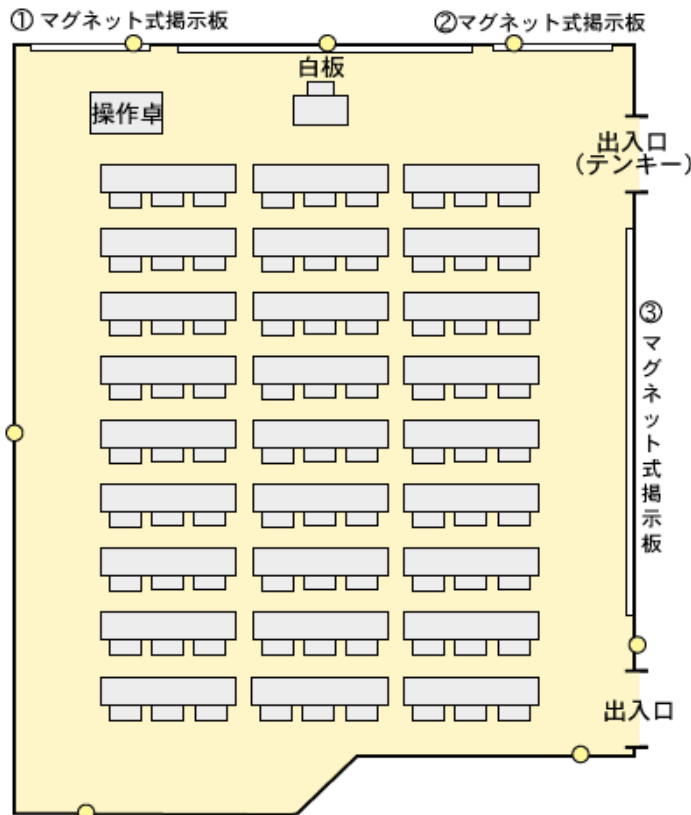 ① マグネット式掲示板
②マグネット式掲示板
白板
操作卓
出入口
（テンキー）
③マグネット式掲示板
出入口